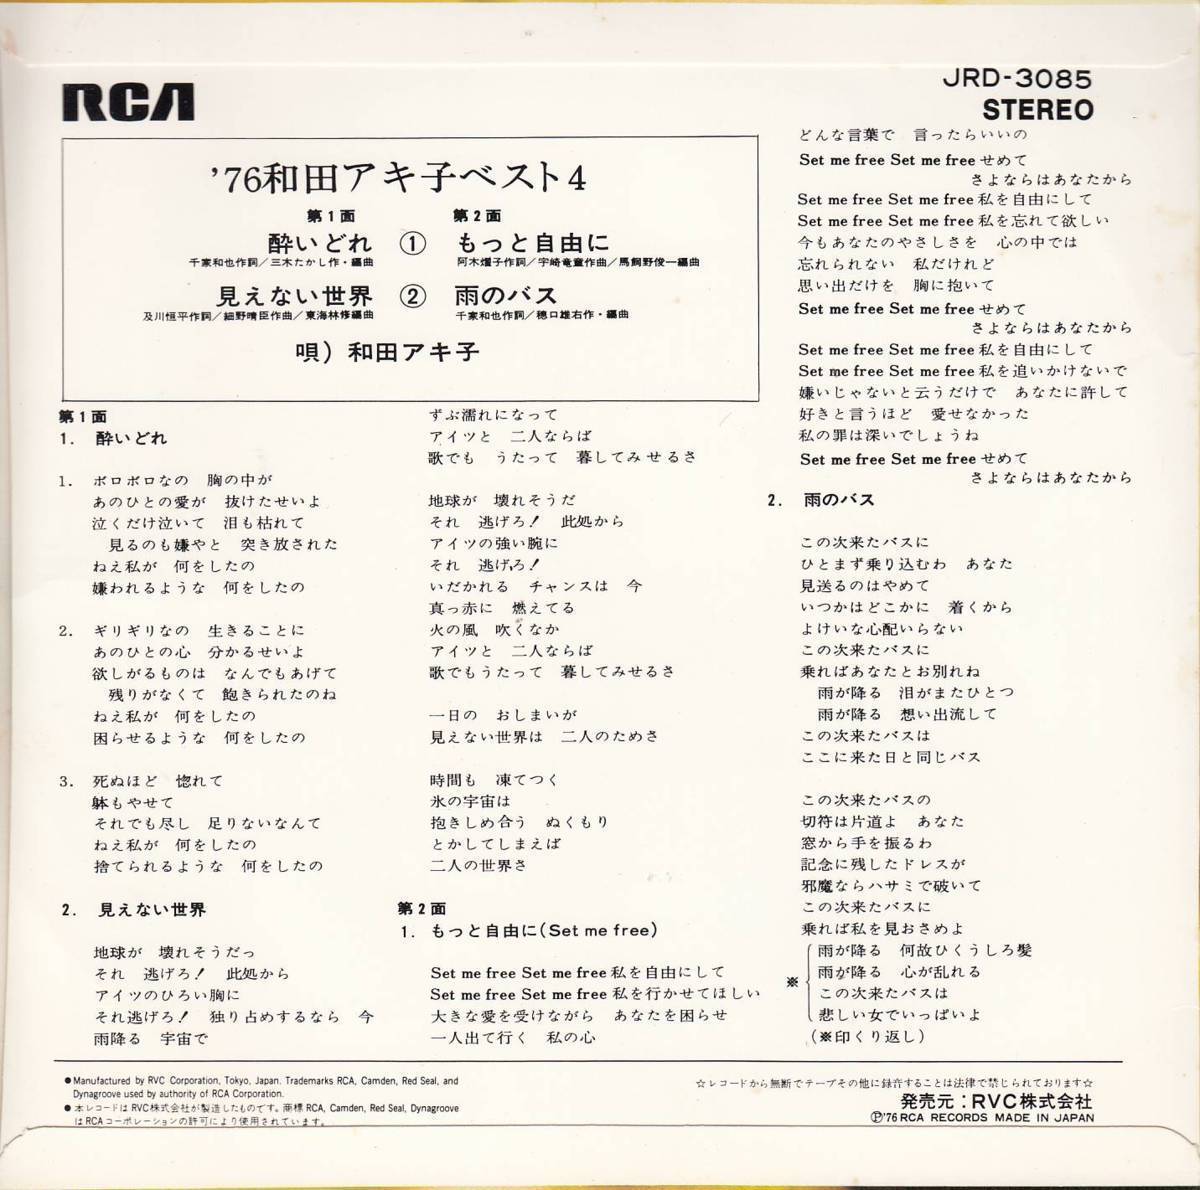 RCA
JRD-3085
STEREO
'76和田アキ子ベスト4
第1面 第2面
酔いどれ ① もっと自由に
千家和也作詞/三木たかし作・編曲 阿木燿子作詞/宇崎竜童作曲/馬飼野俊一編曲
見えない世界 ② 雨のバス
及川恒平作詞/細野晴臣作曲/東海林修編曲 千家和也作詞/穂口雄右作・編曲
唄) 和田アキ子
第1面
1. 酔いどれ
1. ボロボロなの 胸の中が
あのひとの愛が 抜けたせいよ
泣くだけ泣いて 泪も枯れて
見るのも嫌やと 突き放された
ねえ私が 何をしたの
嫌われるような 何をしたの
2. ギリギリなの 生きることに
あのひとの心 分かるせいよ
欲しがるものは なんでもあげて
残りがなくて 飽きられたのね
ねえ私が 何をしたの
困らせるような 何をしたの
3. 死ぬほど 惚れて
躰もやせて
それでも尽し 足りないなんて
ねえ私が 何をしたの
捨てられるような 何をしたの
2. 見えない世界
地球が 壊れそうだっ
それ 逃げろ! 此処から
アイツのひろい胸に
それ逃げろ! 独り占めするなら 今
雨降る 宇宙で
ずぶ濡れになって
アイツと 二人ならば
歌でも うたって 暮してみせるさ
地球が 壊れそうだ
それ 逃げろ! 此処から
アイツの強い腕に
それ 逃げろ!
いだかれる チャンスは 今
真っ赤に 燃えてる
火の風 吹くなか
アイツと 二人ならば
歌でもうたって 暮してみせるさ
一日の おしまいが
見えない世界は 二人のためさ
時間も 凍てつく
氷の宇宙は
抱きしめ合う ぬくもり
とかしてしまえば
二人の世界さ
第2面
1. もっと自由に(Set me free)
Set me free Set me free 私を自由にして
Set me free Set me free 私を行かせてほしい
大きな愛を受けながら あなたを困らせ
一人出て行く 私の心
どんな言葉で 言ったらいいの
Set me free Set me free せめて
さよならはあなたから
Set me free Set me free 私を自由にして
Set me free Set me free 私を忘れて欲しい
今もあなたのやさしさを 心の中では
忘れられない 私だけれど
思い出だけを 胸に抱いて
Set me free Set me free せめて
さよならはあなたから
Set me free Set me free 私を自由にして
Set me free Set me free 私を追いかけないで
嫌いじゃないと云うだけで あなたに許して
好きと言うほど 愛せなかった
私の罪は深いでしょうね
Set me free Set me free せめて
さよならはあなたから
2. 雨のバス
この次来たバスに
ひとまず乗り込むわ あなた
見送るのはやめて
いつかはどこかに 着くから
よけいな心配いらない
この次来たバスに
乗ればあなたとお別れね
雨が降る 泪がまたひとつ
雨が降る 想い出流して
この次来たバスは
ここに来た日と同じバス
この次来たバスの
切符は片道よ あなた
窓から手を振るわ
記念に残したドレスが
邪魔ならハサミで破いて
この次来たバスに
乗れば私を見おさめよ
雨が降る 何故ひくうしろ髪
※ 雨が降る 心が乱れる
この次来たバスは
悲しい女でいっぱいよ
(※印くり返し)
●Manufactured by RVC Corporation, Tokyo, Japan. Trademarks RCA, Camden, Red Seal, and
Dynagroove used by authority of RCA Corporation.
●本レコードはRVC株式会社が製造したものです。商標RCA, Camden, Red Seal, Dynagroove
はRCAコーポレーションの許可により使用されています。
☆レコードから無断でテープその他に録音することは法律で禁じられております☆
発売元:RVC株式会社
Ⓟ'76 RCA RECORDS MADE IN JAPAN